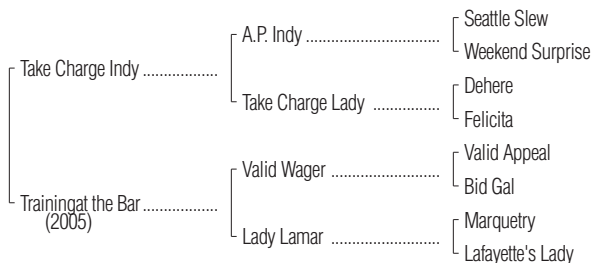 Seattle Slew
A.P. Indy ................................
Weekend Surprise
Take Charge Indy ..................
Dehere
Take Charge Lady ................
Felicita
Valid Appeal
Valid Wager ..........................
Bid Gal
Trainingat the Bar ..................
(2005)
Marquetry
Lady Lamar ..........................
Lafayette's Lady